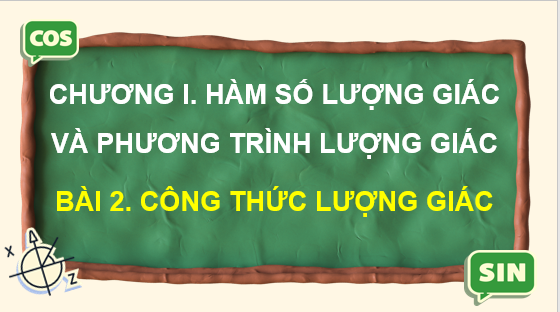 COS
CHƯƠNG I. HÀM SỐ LƯỢNG GIÁC
VÀ PHƯƠNG TRÌNH LƯỢNG GIÁC
BÀI 2. CÔNG THỨC LƯỢNG GIÁC
X
Z
SIN